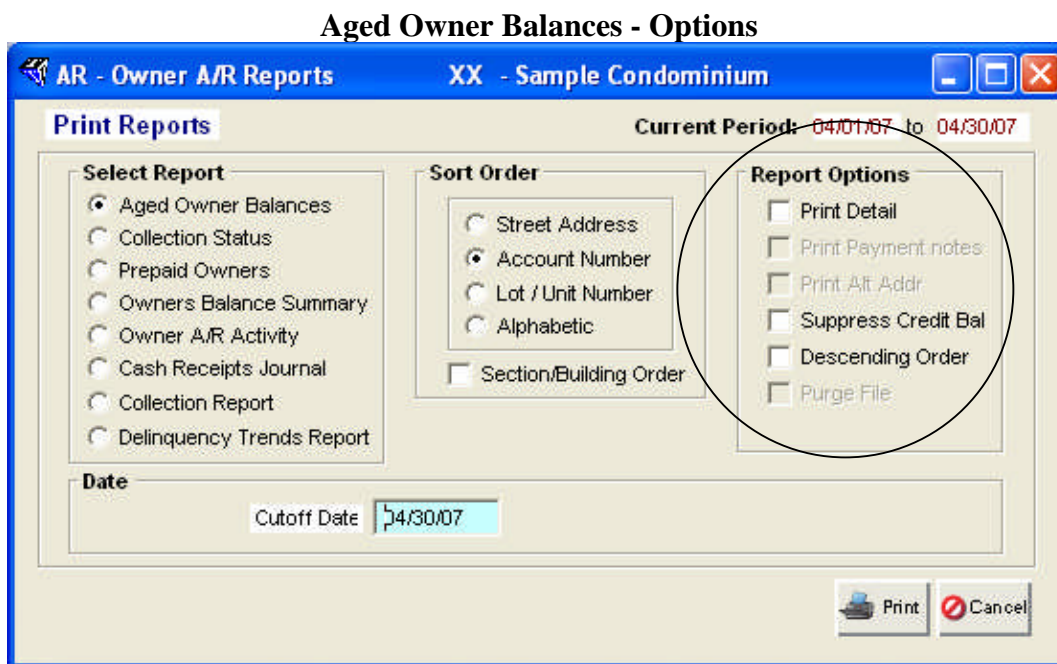 Aged Owner Balances - Options
AR - Owner A/R Reports XX - Sample Condominium
Print Reports
Current Period: 04/01/07 to 04/30/07
Select Report
Aged Owner Balances
Collection Status
Prepaid Owners
Owners Balance Summary
Owner A/R Activity
Cash Receipts Journal
Collection Report
Delinquency Trends Report
Sort Order
Street Address
Account Number
Lot / Unit Number
Alphabetic
Section/Building Order
Report Options
Print Detail
Print Payment notes
Print Alt Addr
Suppress Credit Bal
Descending Order
Purge File
Date
Cutoff Date 04/30/07
Print Cancel